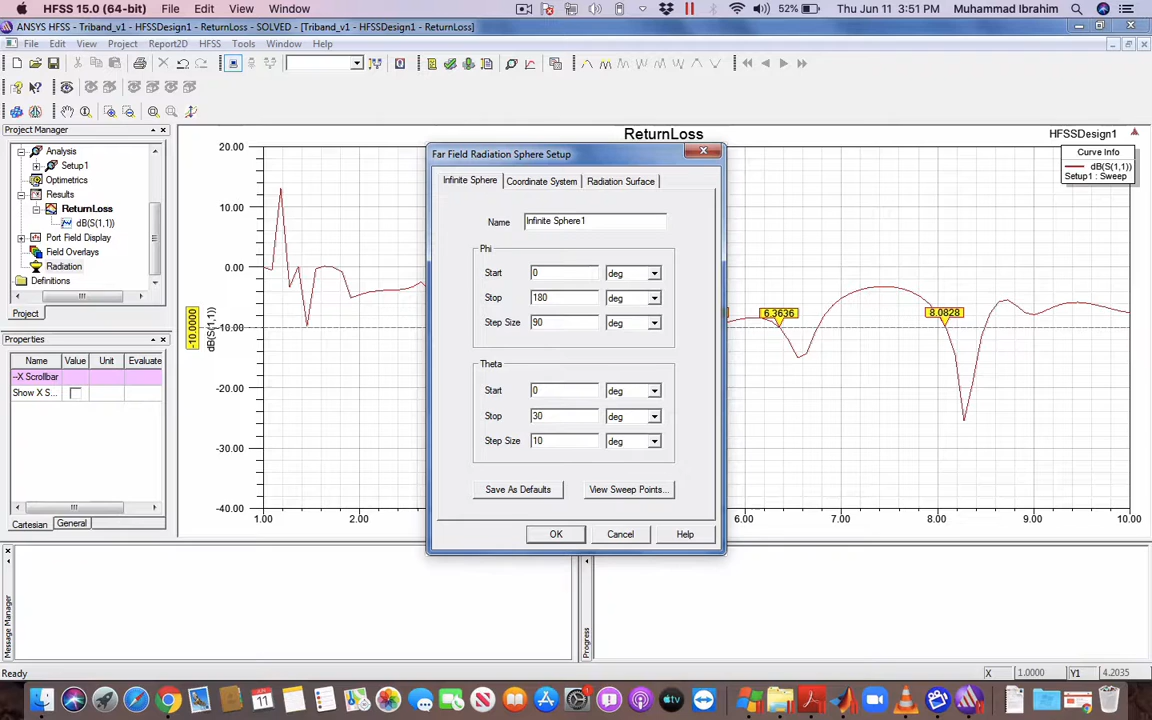 HFSS 15.0 (64-bit) File Edit View Window 52% Thu Jun 11 3:51 PM Muhammad Ibrahim
ANSYS HFSS - Triband_v1 - HFSSDesign1 - ReturnLoss - SOLVED - [Triband_v1 - HFSSDesign1 - ReturnLoss]
File Edit View Project Report2D HFSS Tools Window Help
Project Manager
Analysis
Setup1
Optimetrics
Results
ReturnLoss
dB(S(1,1))
Port Field Display
Field Overlays
Radiation
Definitions
Project
Properties
Name Value Unit Evaluate
-X Scrollbar
Show X S...
Cartesian General
ReturnLoss
HFSSDesign1
Curve Info
dB(S(1,1))
Setup1 : Sweep
20.00
10.00
0.00
-10.00
-20.00
-30.00
-40.00
-10.0000
dB(S(1,1))
6.3636
8.0828
1.00 2.00 6.00 7.00 8.00 9.00 10.00
Far Field Radiation Sphere Setup
Infinite Sphere Coordinate System Radiation Surface
Name Infinite Sphere1
Phi
Start 0 deg
Stop 180 deg
Step Size 90 deg
Theta
Start 0 deg
Stop 30 deg
Step Size 10 deg
Save As Defaults View Sweep Points...
OK Cancel Help
Message Manager
Progress
Ready X 1.0000 Y1 4.2035